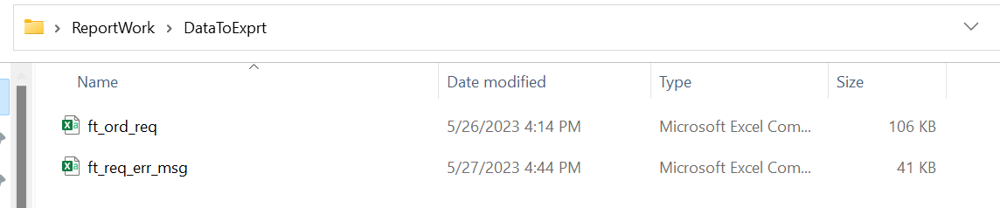 ReportWork > DataToExprt
Name Date modified Type Size
ft_ord_req 5/26/2023 4:14 PM Microsoft Excel Com... 106 KB
ft_req_err_msg 5/27/2023 4:44 PM Microsoft Excel Com... 41 KB